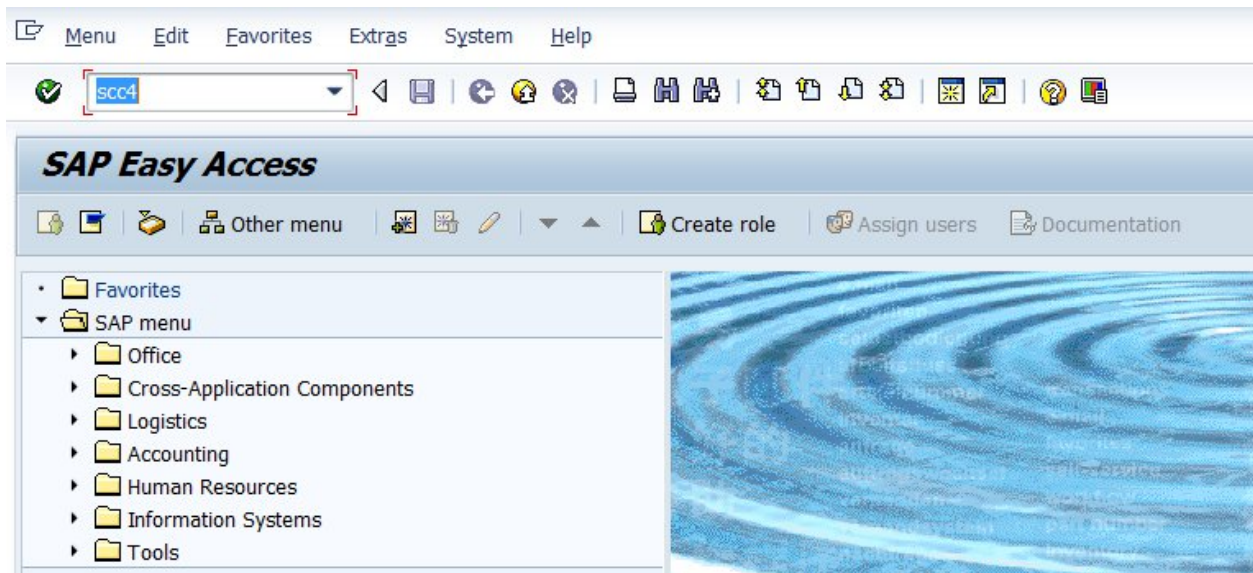 Menu Edit Favorites Extras System Help
scc4
SAP Easy Access
Other menu Create role Assign users Documentation
Favorites
SAP menu
Office
Cross-Application Components
Logistics
Accounting
Human Resources
Information Systems
Tools